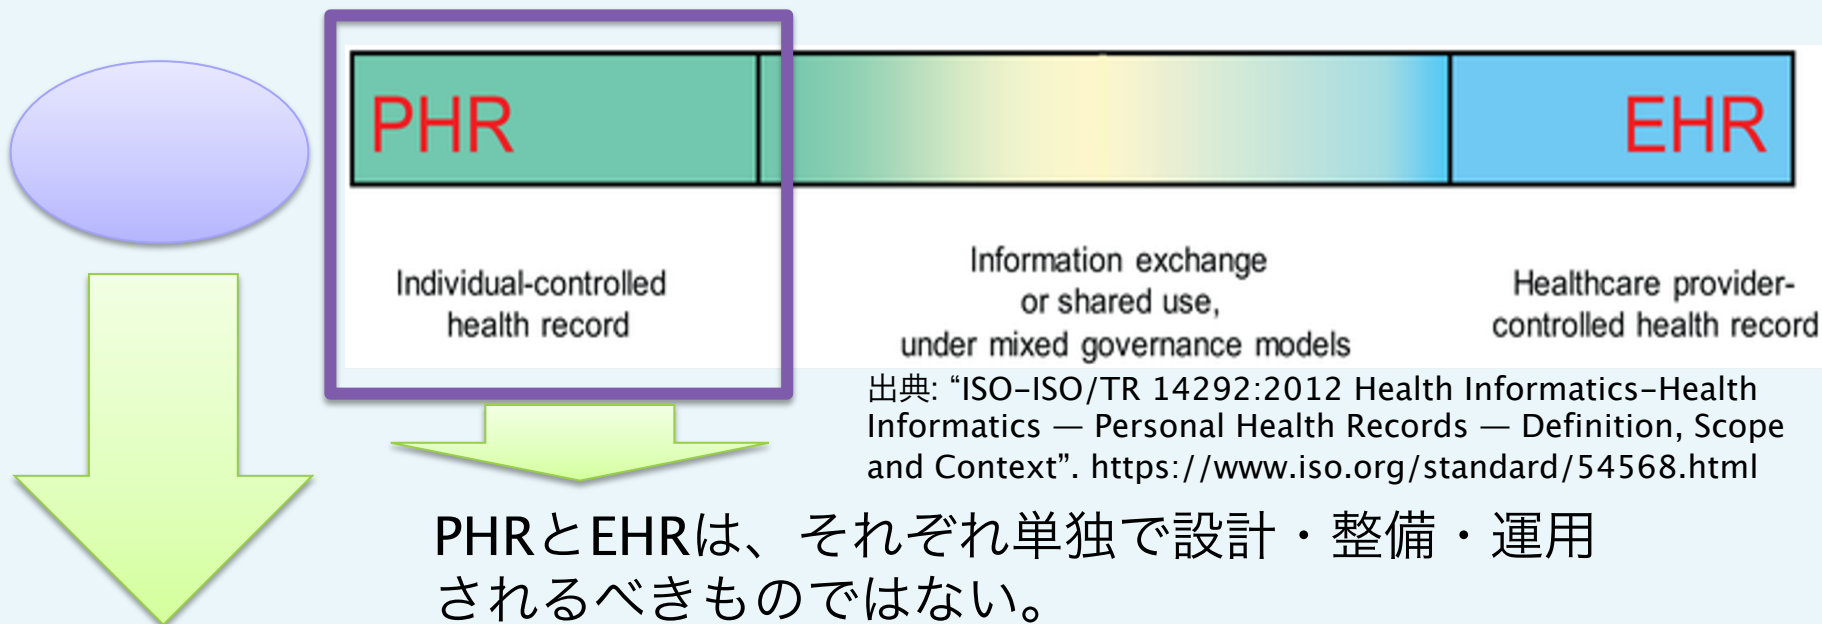 PHR
EHR
Individual-controlled
health record
Information exchange
or shared use,
under mixed governance models
Healthcare provider-
controlled health record
出典: “ISO-ISO/TR 14292:2012 Health Informatics-Health
Informatics — Personal Health Records — Definition, Scope
and Context”. https://www.iso.org/standard/54568.html
PHRとEHRは、それぞれ単独で設計・整備・運用
されるべきものではない。